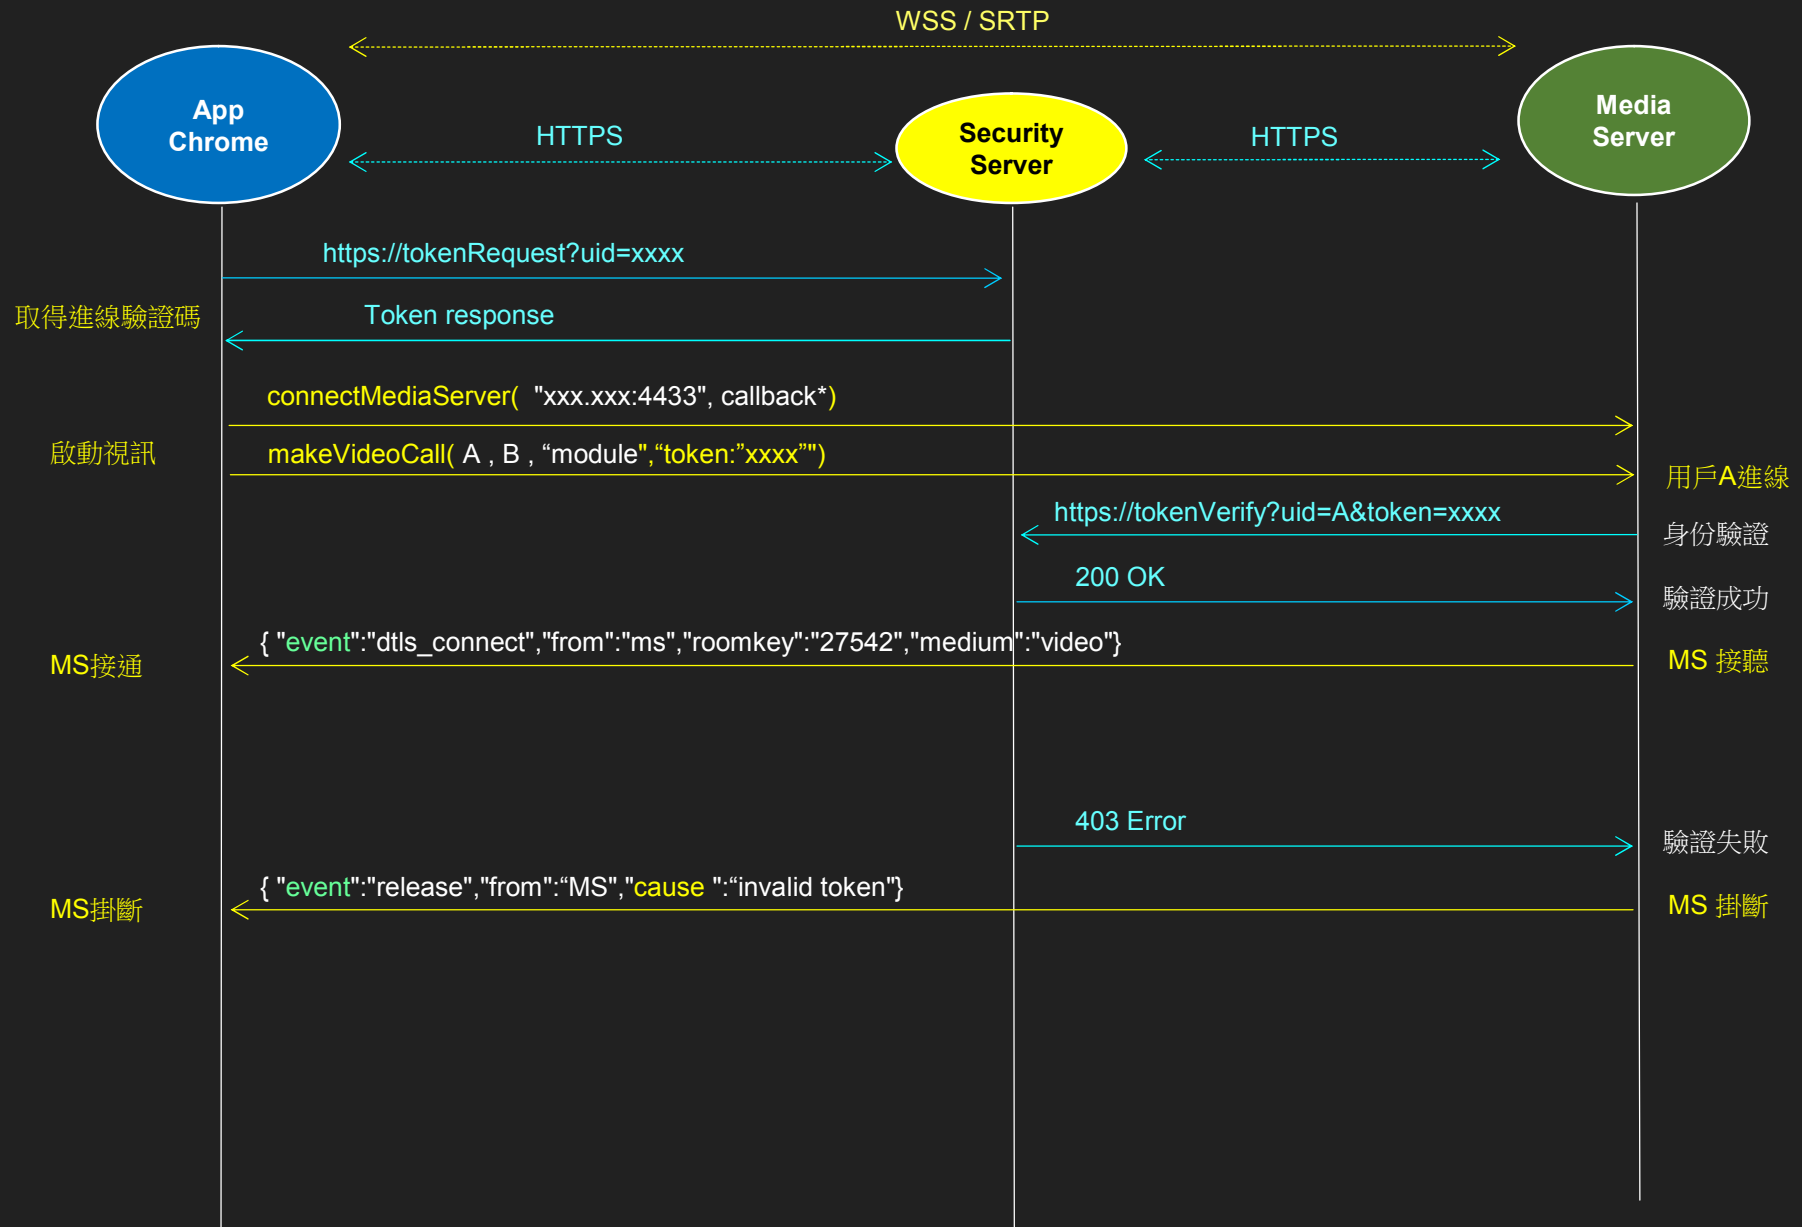 WSS / SRTP
App
Chrome
HTTPS
Security
Server
HTTPS
Media
Server
https://tokenRequest?uid=xxxx
取得進線驗證碼
Token response
connectMediaServer(  "xxx.xxx:4433", callback*)
啟動視訊
makeVideoCall( A , B , “module",“token:”xxxx”")
用戶A進線
https://tokenVerify?uid=A&token=xxxx
身份驗證
200 OK
驗證成功
{ "event":"dtls_connect","from":"ms","roomkey":"27542","medium":"video"}
MS接通
MS 接聽
403 Error
驗證失敗
{ "event":"release","from":“MS","cause ":“invalid token"}
MS掛斷
MS 掛斷